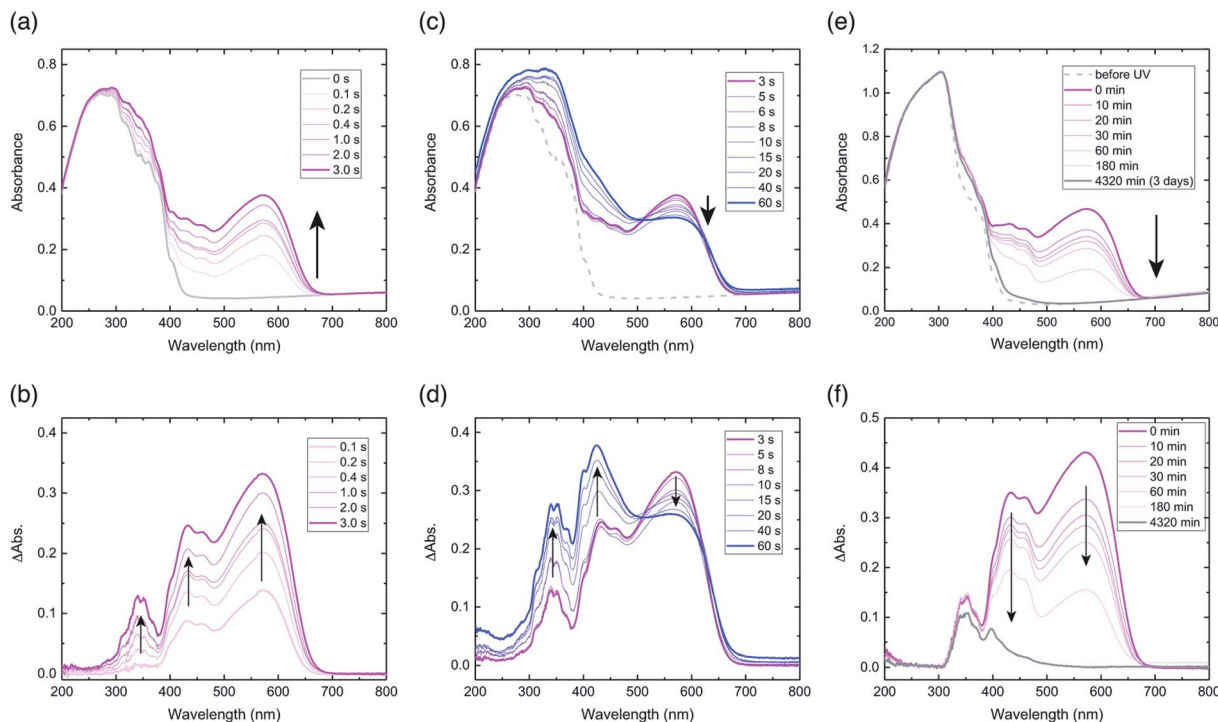 (a)
Absorbance
0.8
0.6
0.4
0.2
0.0
200 300 400 500 600 700 800
Wavelength (nm)
0 s
0.1 s
0.2 s
0.4 s
1.0 s
2.0 s
3.0 s
(c)
Absorbance
0.8
0.6
0.4
0.2
0.0
200 300 400 500 600 700 800
Wavelength (nm)
3 s
5 s
6 s
8 s
10 s
15 s
20 s
40 s
60 s
(e)
Absorbance
1.2
1.0
0.8
0.6
0.4
0.2
0.0
200 300 400 500 600 700 800
Wavelength (nm)
before UV
0 min
10 min
20 min
30 min
60 min
180 min
4320 min (3 days)
(b)
ΔAbs.
0.4
0.3
0.2
0.1
0.0
200 300 400 500 600 700 800
Wavelength (nm)
0.1 s
0.2 s
0.4 s
1.0 s
2.0 s
3.0 s
(d)
ΔAbs.
0.4
0.3
0.2
0.1
0.0
200 300 400 500 600 700 800
Wavelength (nm)
3 s
5 s
8 s
10 s
15 s
20 s
40 s
60 s
(f)
ΔAbs.
0.5
0.4
0.3
0.2
0.1
0.0
200 300 400 500 600 700 800
Wavelength (nm)
0 min
10 min
20 min
30 min
60 min
180 min
4320 min